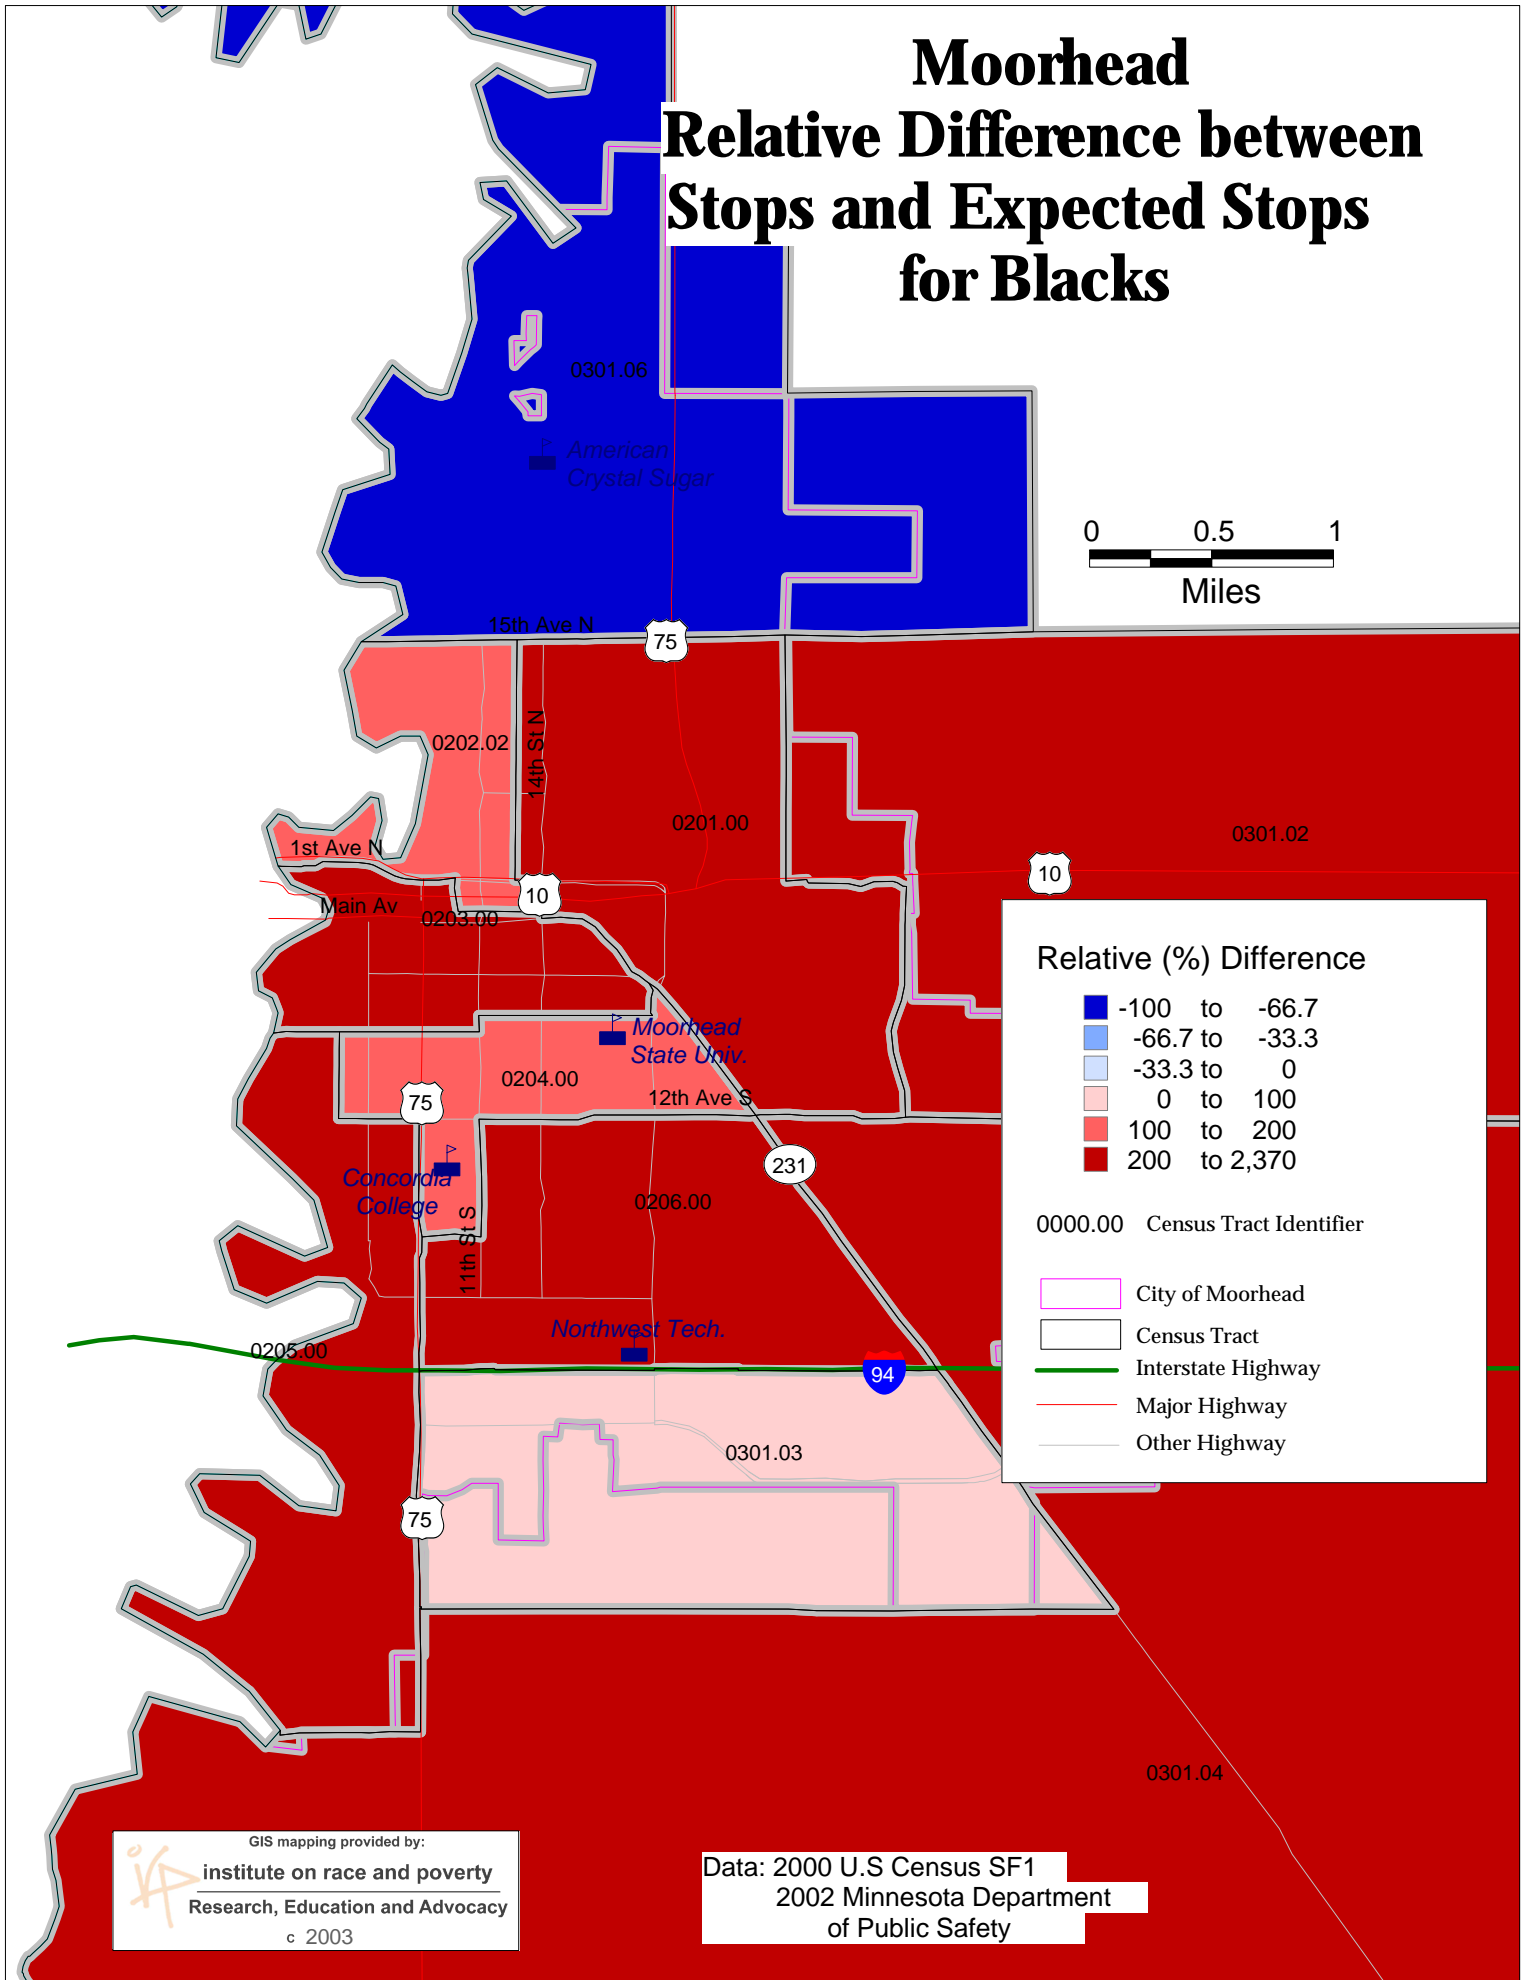 Moorhead
Relative Difference between
Stops and Expected Stops
for Blacks
0301.06
American
Crystal Sugar
0 0.5 1
Miles
15th Ave N
75
0202.02
14th St N
0201.00
0301.02
1st Ave N
10
10
Main Av
0203.00
Relative (%) Difference
-100 to -66.7
-66.7 to -33.3
-33.3 to 0
0 to 100
100 to 200
200 to 2,370
0000.00 Census Tract Identifier
City of Moorhead
Census Tract
Interstate Highway
Major Highway
Other Highway
Moorhead
State Univ.
0204.00
12th Ave S
75
231
Concordia
College
0206.00
11th St S
Northwest Tech.
0205.00
94
0301.03
75
0301.04
GIS mapping provided by:
institute on race and poverty
Research, Education and Advocacy
c 2003
Data: 2000 U.S Census SF1
2002 Minnesota Department
of Public Safety